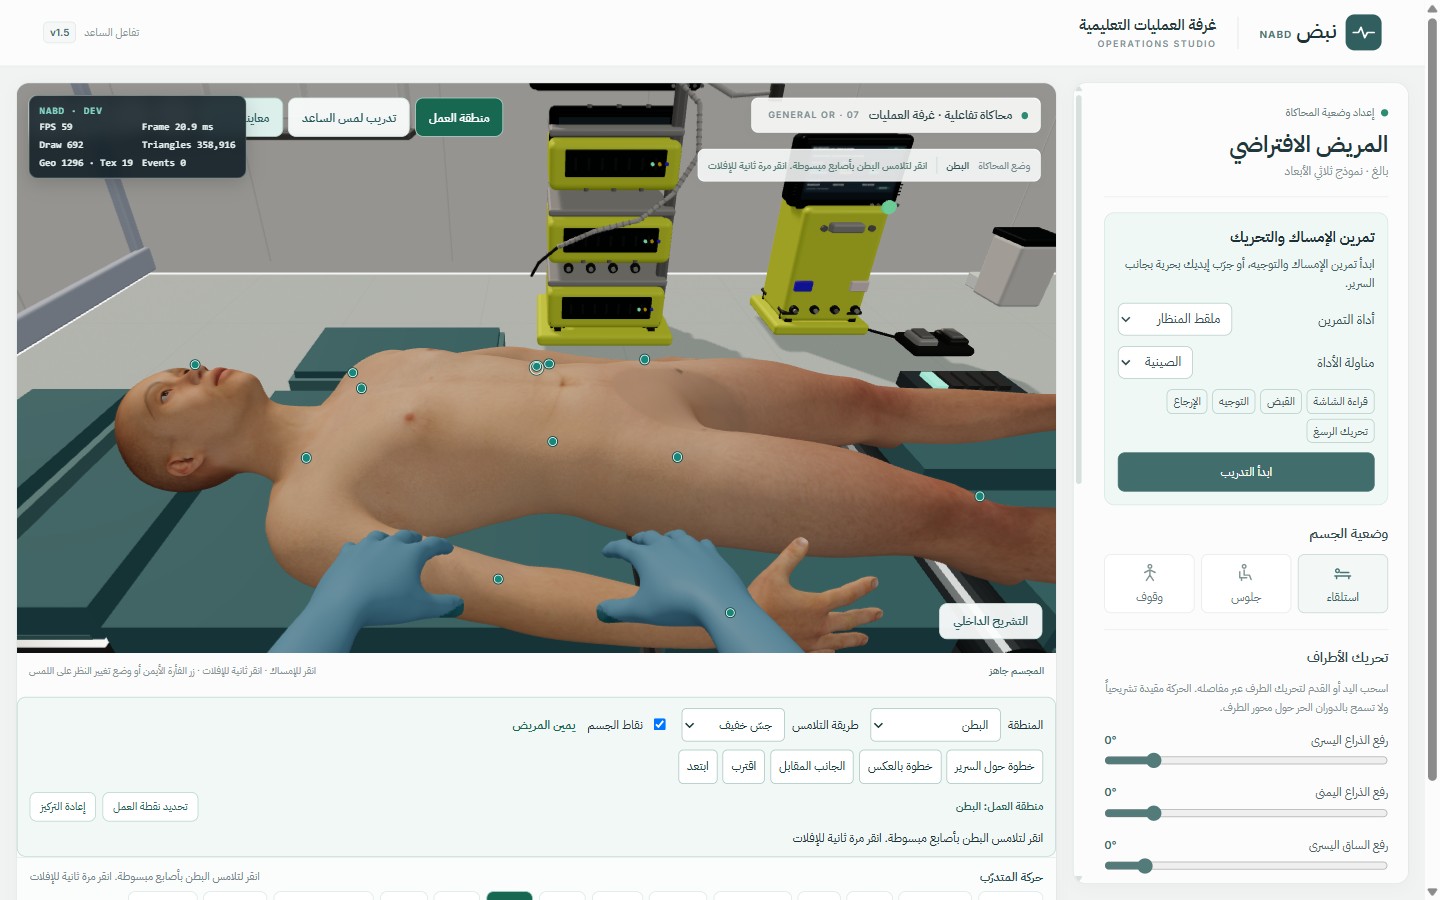 نبض NABD
غرفة العمليات التعليمية
OPERATIONS STUDIO
تفاعل الساعد v1.5
إعداد وضعية المحاكاة
المريض الافتراضي
بالغ · نموذج ثلاثي الأبعاد
تمرين الإمساك والتحريك
ابدأ تمرين الإمساك والتوجيه، أو جرّب إيديك بحرية بجانب
السرير.
أداة التمرين ملقط المنظار
مناولة الأداة الصينية
قراءة الشاشة القبض التوجيه الإرجاع
تحريك الرسغ
ابدأ التدريب
وضعية الجسم
استلقاء جلوس وقوف
تحريك الأطراف
اسحب اليد أو القدم لتحريك الطرف عبر مفاصله. الحركة مقيدة تشريحياً
ولا تسمح بالدوران الحر حول محور الطرف.
رفع الذراع اليسرى 0°
رفع الذراع اليمنى 0°
رفع الساق اليسرى 0°
محاكاة تفاعلية · غرفة العمليات GENERAL OR · 07
وضع المحاكاة البطن انقر لتلامس البطن بأصابع مبسوطة. انقر مرة ثانية للإفلات
منطقة العمل تدريب لمس الساعد
NABD · DEV
FPS 59 Frame 20.9 ms
Draw 692 Triangles 358,916
Geo 1296 · Tex 19 Events 0
التشريح الداخلي
المجسم جاهز
انقر للإمساك · انقر ثانية للإفلات · زر الفأرة الأيمن أو وضع تغيير النظر على اللمس
المنطقة البطن طريقة التلامس جسّ خفيف نقاط الجسم يمين المريض
خطوة حول السرير خطوة بالعكس الجانب المقابل اقترب ابتعد
منطقة العمل: البطن تحديد نقطة العمل إعادة التركيز
انقر لتلامس البطن بأصابع مبسوطة. انقر مرة ثانية للإفلات
حركة المتدرّب انقر لتلامس البطن بأصابع مبسوطة. انقر مرة ثانية للإفلات